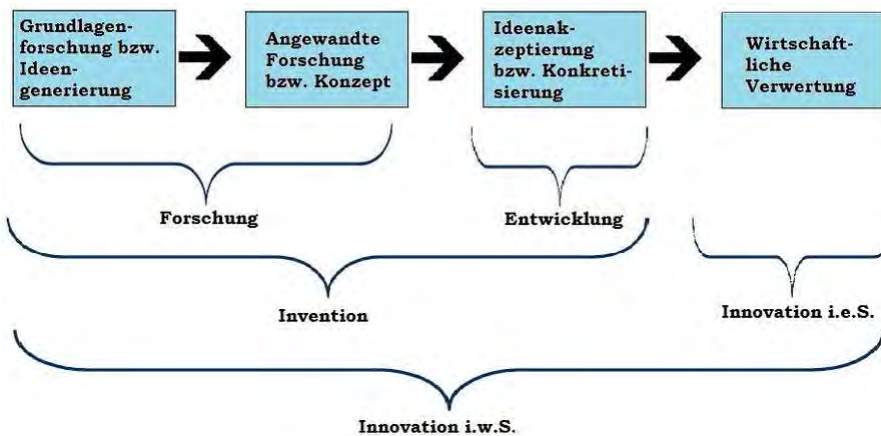 Grundlagen-
forschung bzw.
Ideen-
generierung
Angewandte
Forschung
bzw. Konzept
Ideenak-
zeptierung
bzw. Konkreti-
sierung
Wirtschaft-
liche
Verwertung
Forschung
Entwicklung
Invention
Innovation i.e.S.
Innovation i.w.S.